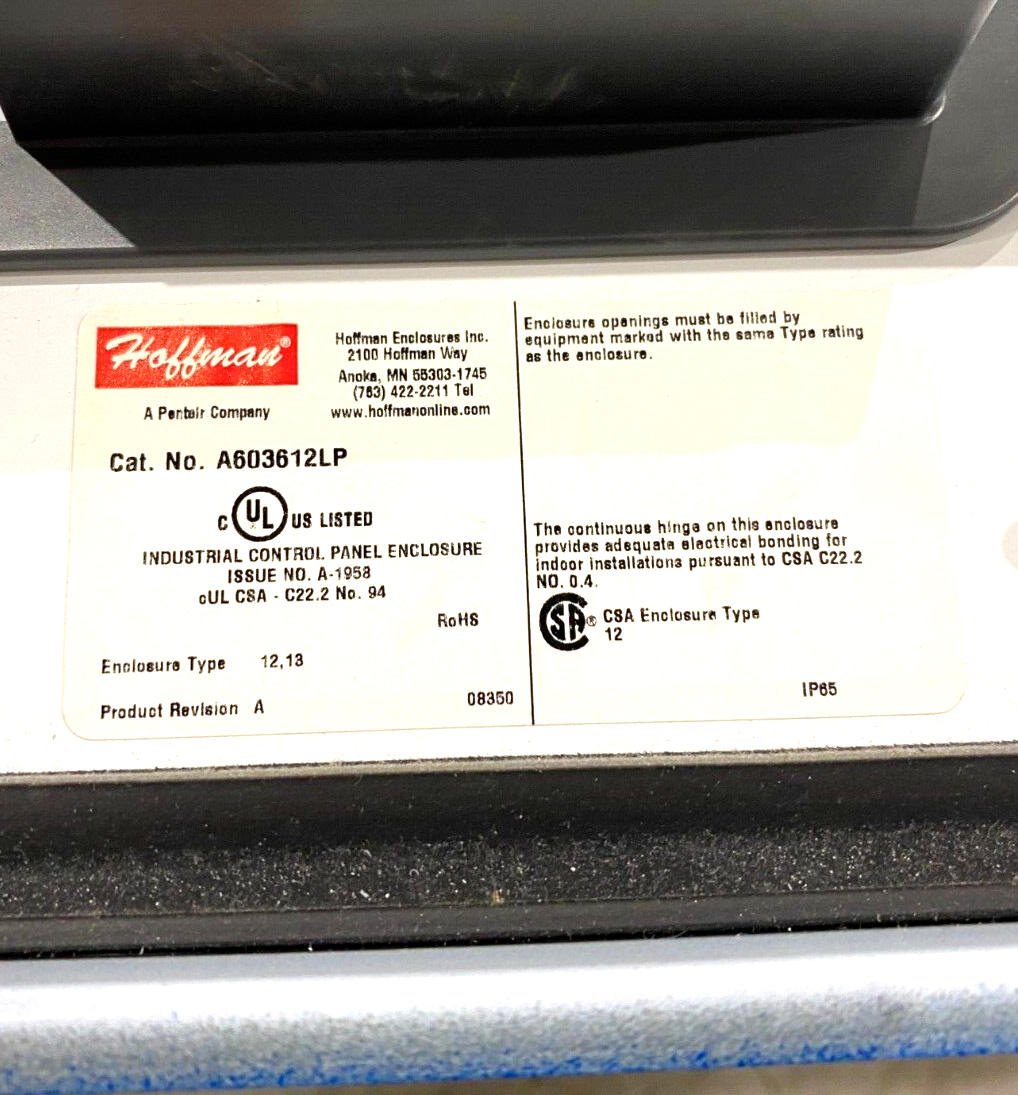 Hoffman®
A Pentair Company
Hoffman Enclosures Inc.
2100 Hoffman Way
Anoka, MN 55303-1745
(763) 422-2211 Tel
www.hoffmanonline.com
Cat. No. A603612LP
C UL US LISTED
INDUSTRIAL CONTROL PANEL ENCLOSURE
ISSUE NO. A-1958
cUL CSA - C22.2 No. 94
RoHS
Enclosure Type 12,13
Product Revision A
08350
Enclosure openings must be filled by
equipment marked with the same Type rating
as the enclosure.
The continuous hinge on this enclosure
provides adequate electrical bonding for
indoor installations pursuant to CSA C22.2
NO. 0.4.
SA® CSA Enclosure Type
12
IP65